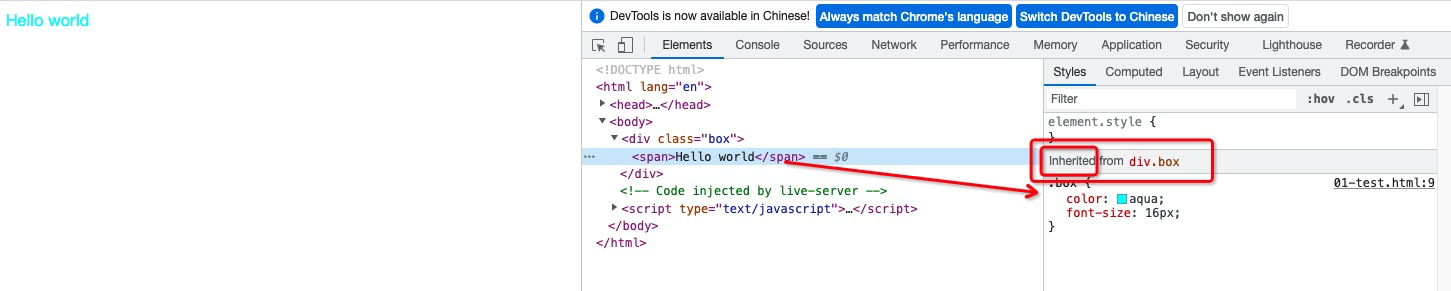 Hello world
DevTools is now available in Chinese! Always match Chrome's language Switch DevTools to Chinese Don't show again
Elements Console Sources Network Performance Memory Application Security Lighthouse Recorder
<!DOCTYPE html>
<html lang="en">
<head>…</head>
<body>
<div class="box">
<span>Hello world</span> == $0
</div>
<!-- Code injected by live-server -->
<script type="text/javascript">…</script>
</body>
</html>
Styles Computed Layout Event Listeners DOM Breakpoints
Filter :hov .cls
element.style {
}
Inherited from div.box
.box { 01-test.html:9
color: aqua;
font-size: 16px;
}